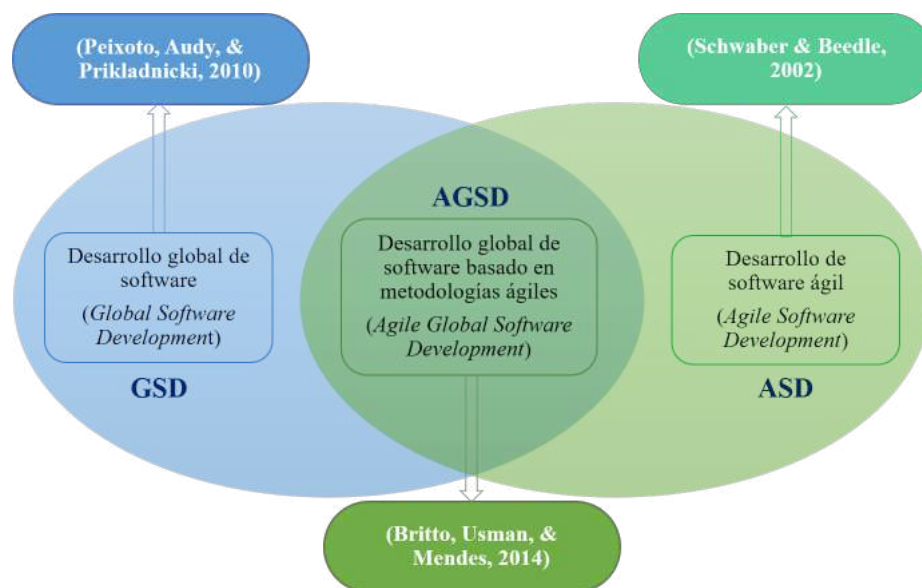 (Peixoto, Audy, &
Prikladnicki, 2010)
(Schwaber & Beedle,
2002)
Desarrollo global de
software
(Global Software
Development)
GSD
AGSD
Desarrollo global de
software basado en
metodologías ágiles
(Agile Global Software
Development)
Desarrollo de
software ágil
(Agile Software
Development)
ASD
(Britto, Usman, &
Mendes, 2014)